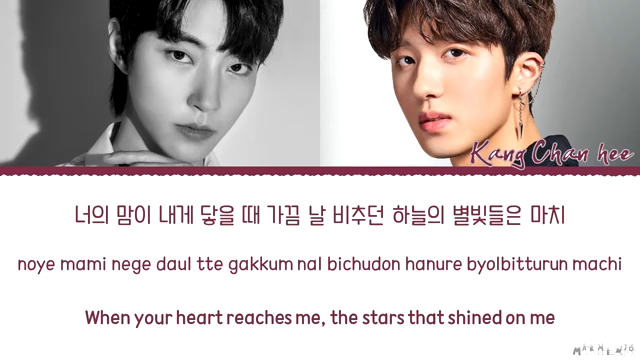 Kang Chan hee
너의 맘이 내게 닿을 때 가끔 날 비추던 하늘의 별빛들은 마치
noye mami nege daul tte gakkum nal bichudon hanure byolbitturun machi
When your heart reaches me, the stars that shined on me